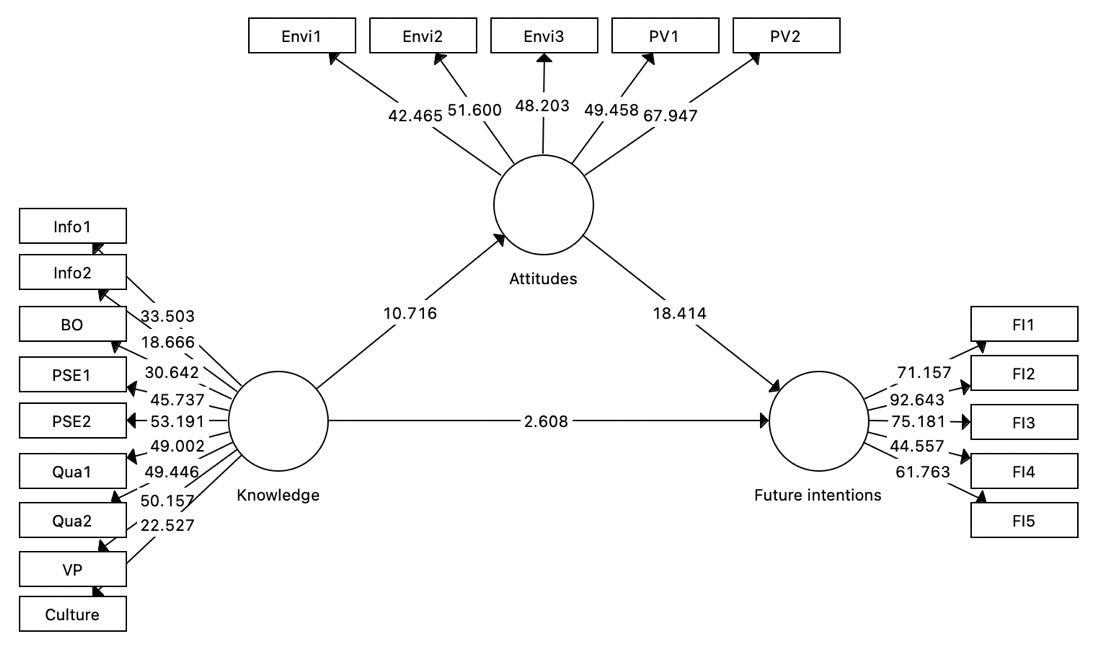 Envi1
Envi2
Envi3
PV1
PV2
42.465
51.600
48.203
49.458
67.947
Attitudes
Info1
Info2
BO
PSE1
PSE2
Qua1
Qua2
VP
Culture
33.503
18.666
30.642
45.737
53.191
49.002
49.446
50.157
22.527
Knowledge
10.716
18.414
2.608
Future intentions
71.157
92.643
75.181
44.557
61.763
FI1
FI2
FI3
FI4
FI5